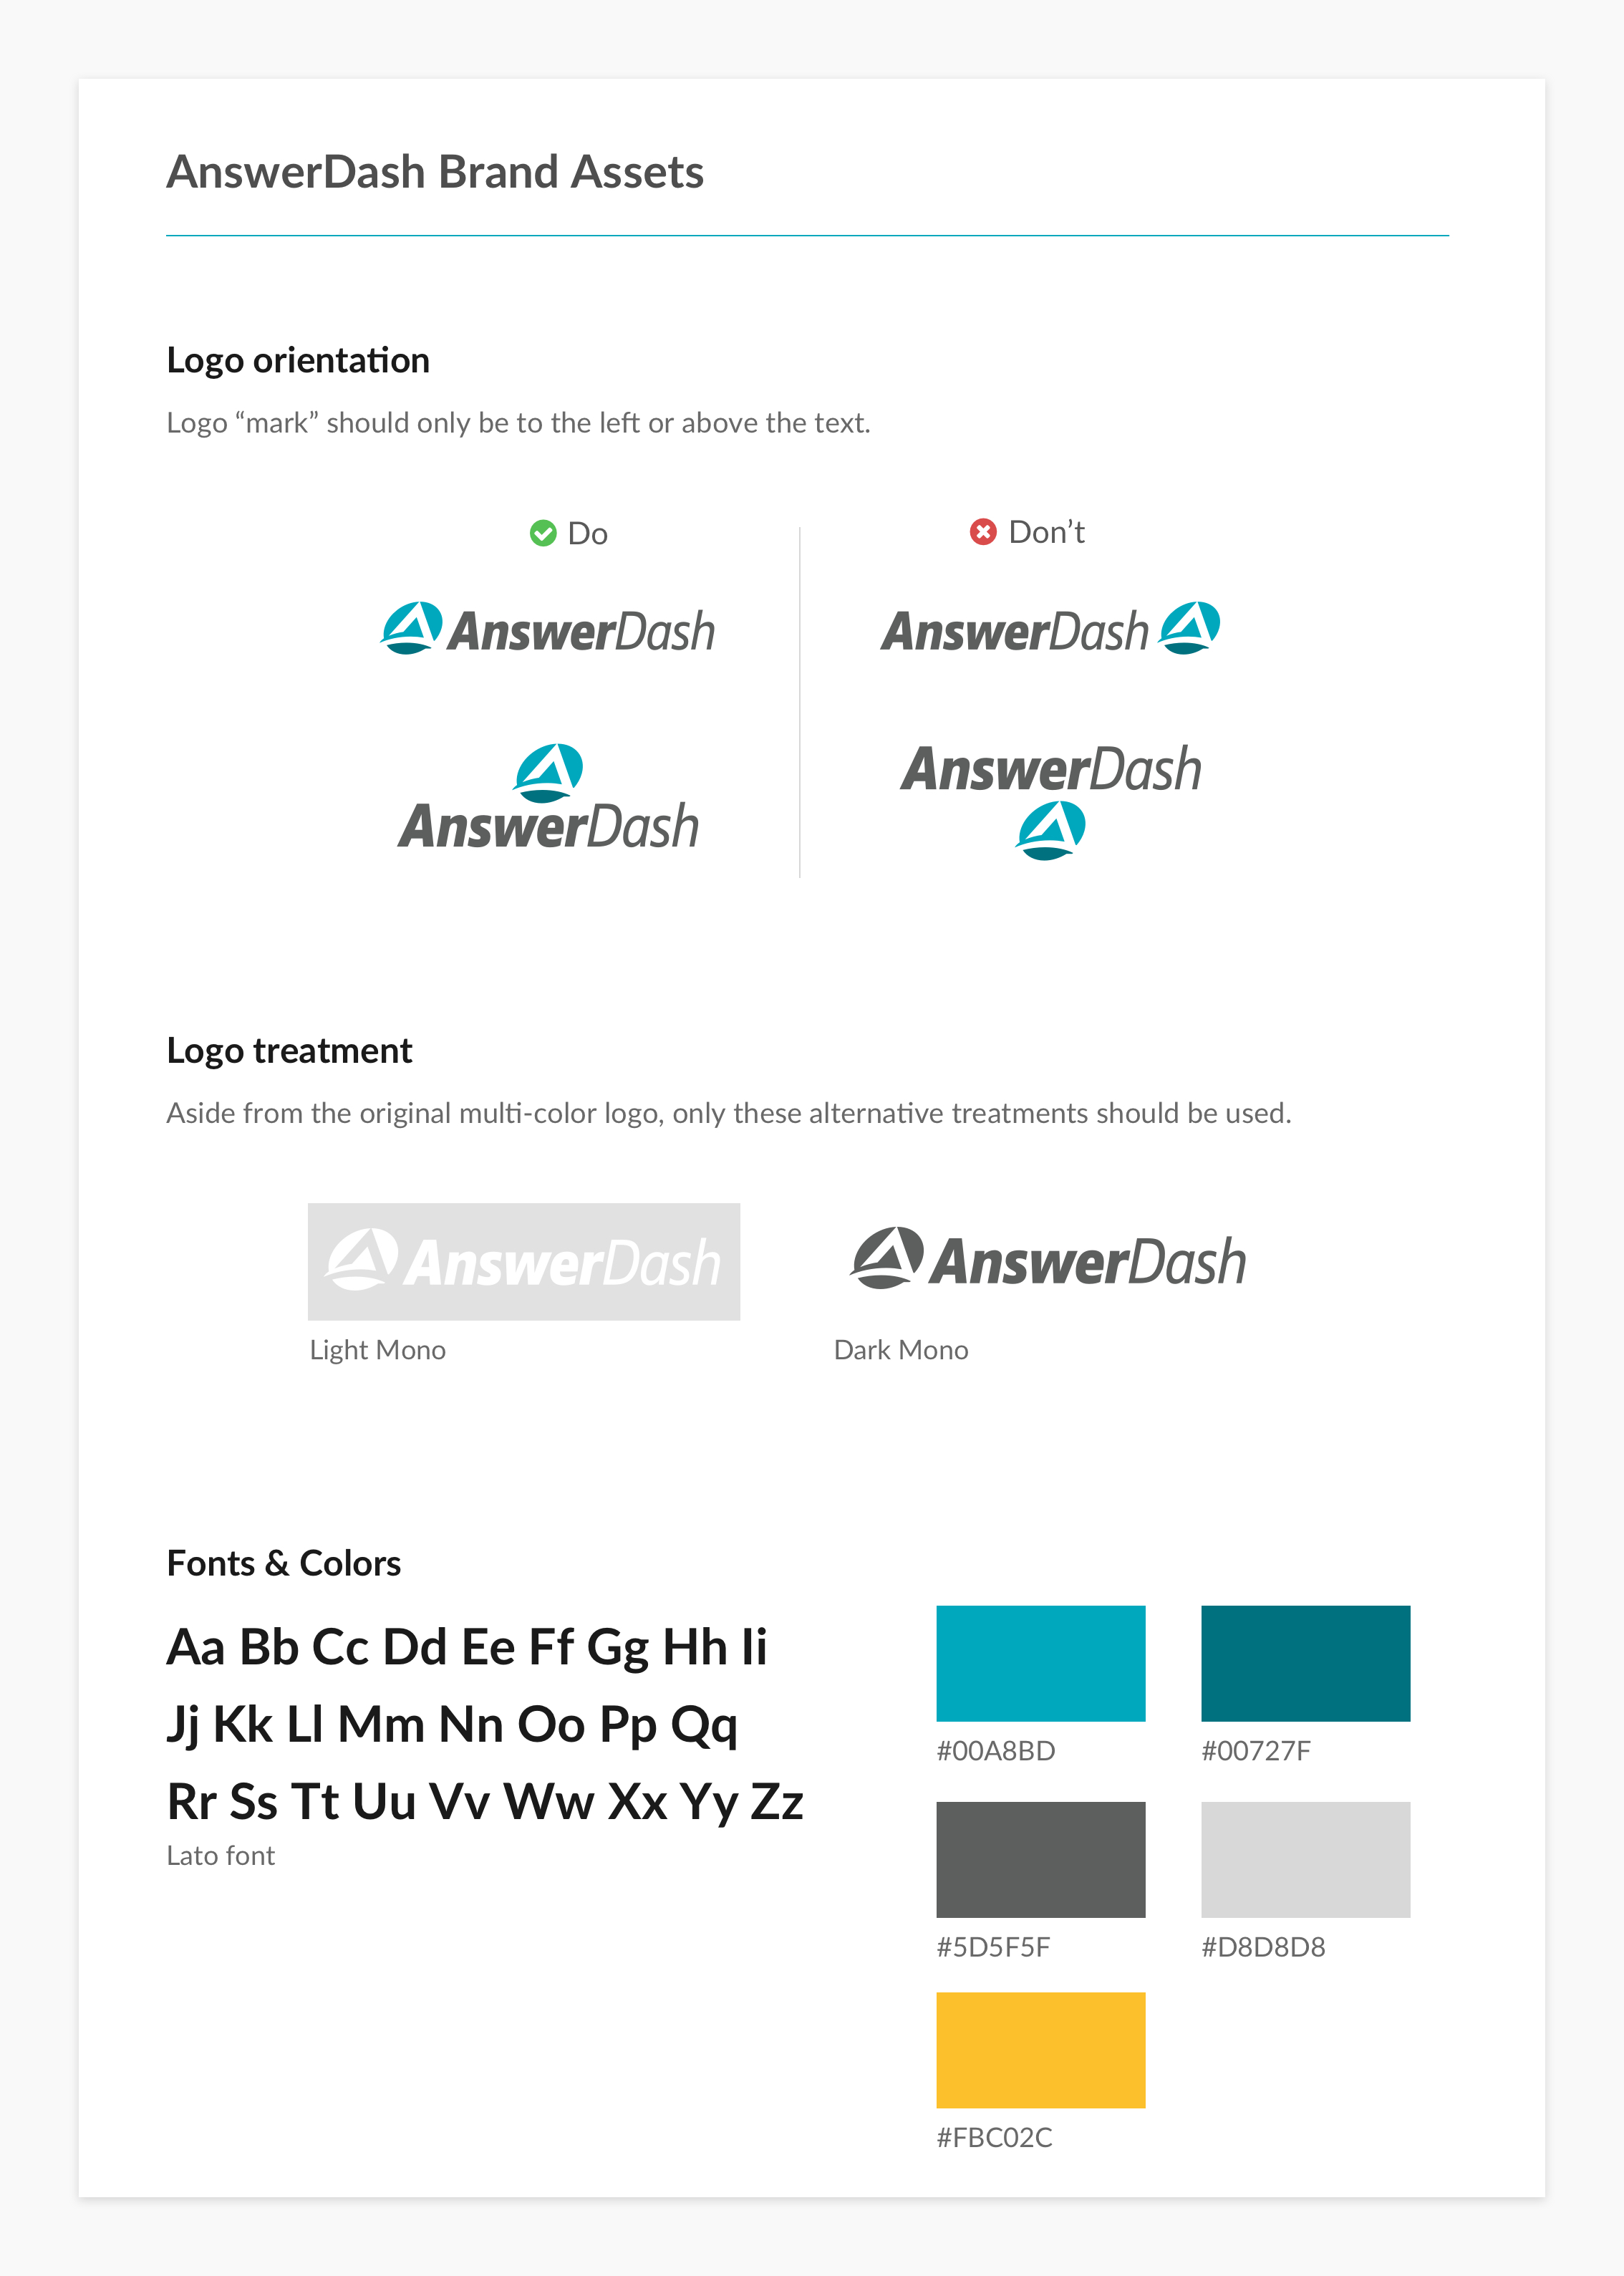 AnswerDash Brand Assets
Logo orientation
Logo “mark” should only be to the left or above the text.
Do
AnswerDash
AnswerDash
Don’t
AnswerDash
AnswerDash
Logo treatment
Aside from the original multi-color logo, only these alternative treatments should be used.
AnswerDash
Light Mono
AnswerDash
Dark Mono
Fonts & Colors
Aa Bb Cc Dd Ee Ff Gg Hh Ii
Jj Kk Ll Mm Nn Oo Pp Qq
Rr Ss Tt Uu Vv Ww Xx Yy Zz
Lato font
#00A8BD
#00727F
#5D5F5F
#D8D8D8
#FBC02C